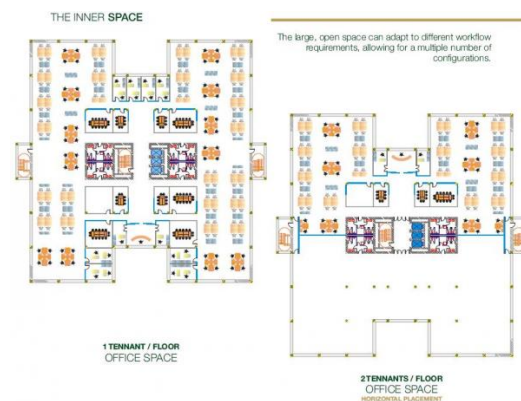 THE INNER SPACE
The large, open space can adapt to different workflow
requirements, allowing for a multiple number of
configurations.
1 TENNANT / FLOOR
OFFICE SPACE
2 TENNANTS / FLOOR
OFFICE SPACE
HORIZONTAL PLACEMENT